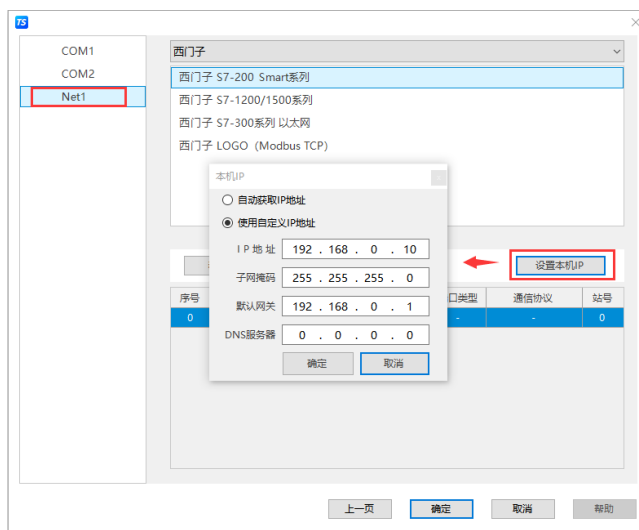 TS
COM1
COM2
Net1
西门子
西门子 S7-200 Smart系列
西门子 S7-1200/1500系列
西门子 S7-300系列 以太网
西门子 LOGO（Modbus TCP）
本机IP
自动获取IP地址
使用自定义IP地址
IP地址 192 . 168 . 0 . 10
子网掩码 255 . 255 . 255 . 0
默认网关 192 . 168 . 0 . 1
DNS服务器 0 . 0 . 0 . 0
确定 取消
设置本机IP
序号 口类型 通信协议 站号
0 - - 0
上一页 确定 取消 帮助